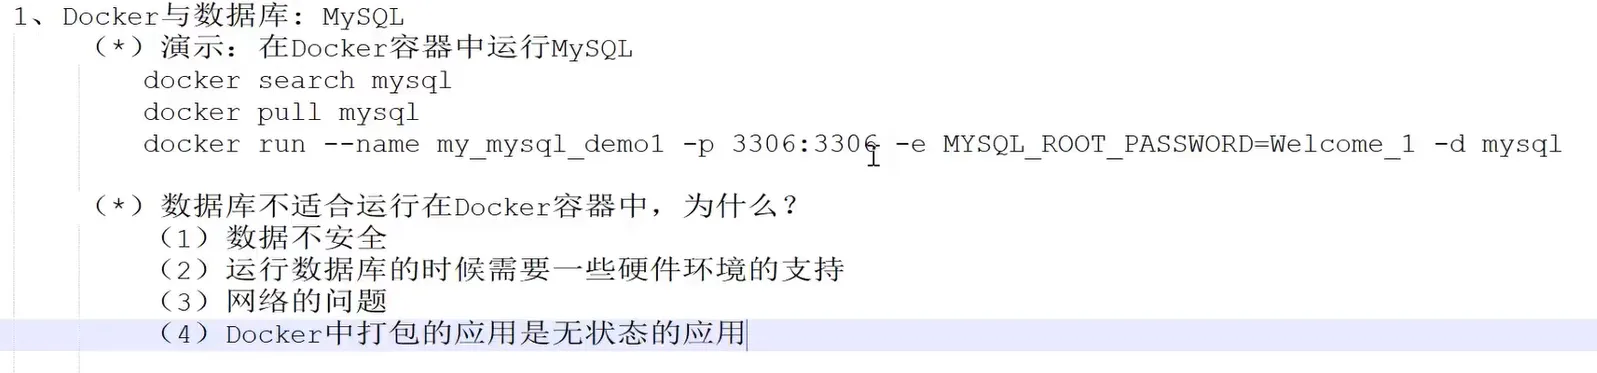 1、Docker与数据库: MySQL
（*）演示: 在Docker容器中运行MySQL
docker search mysql
docker pull mysql
docker run --name my_mysql_demo1 -p 3306:3306 -e MYSQL_ROOT_PASSWORD=Welcome_1 -d mysql
（*）数据库不适合运行在Docker容器中, 为什么?
（1）数据不安全
（2）运行数据库的时候需要一些硬件环境的支持
（3）网络的问题
（4）Docker中打包的应用是无状态的应用